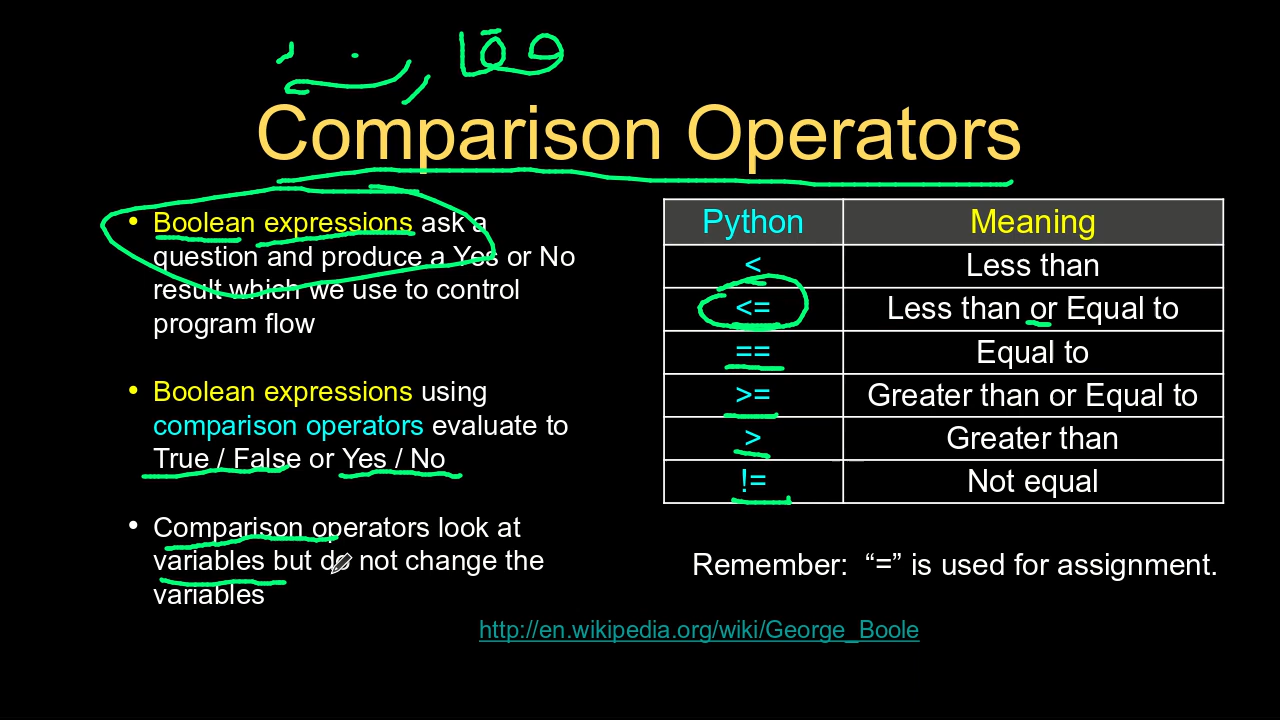 Comparison Operators
• Boolean expressions ask a
question and produce a Yes or No
result which we use to control
program flow
• Boolean expressions using
comparison operators evaluate to
True / False or Yes / No
• Comparison operators look at
variables but do not change the
variables
Python Meaning
< Less than
<= Less than or Equal to
== Equal to
>= Greater than or Equal to
> Greater than
!= Not equal
Remember: “=” is used for assignment.
http://en.wikipedia.org/wiki/George_Boole